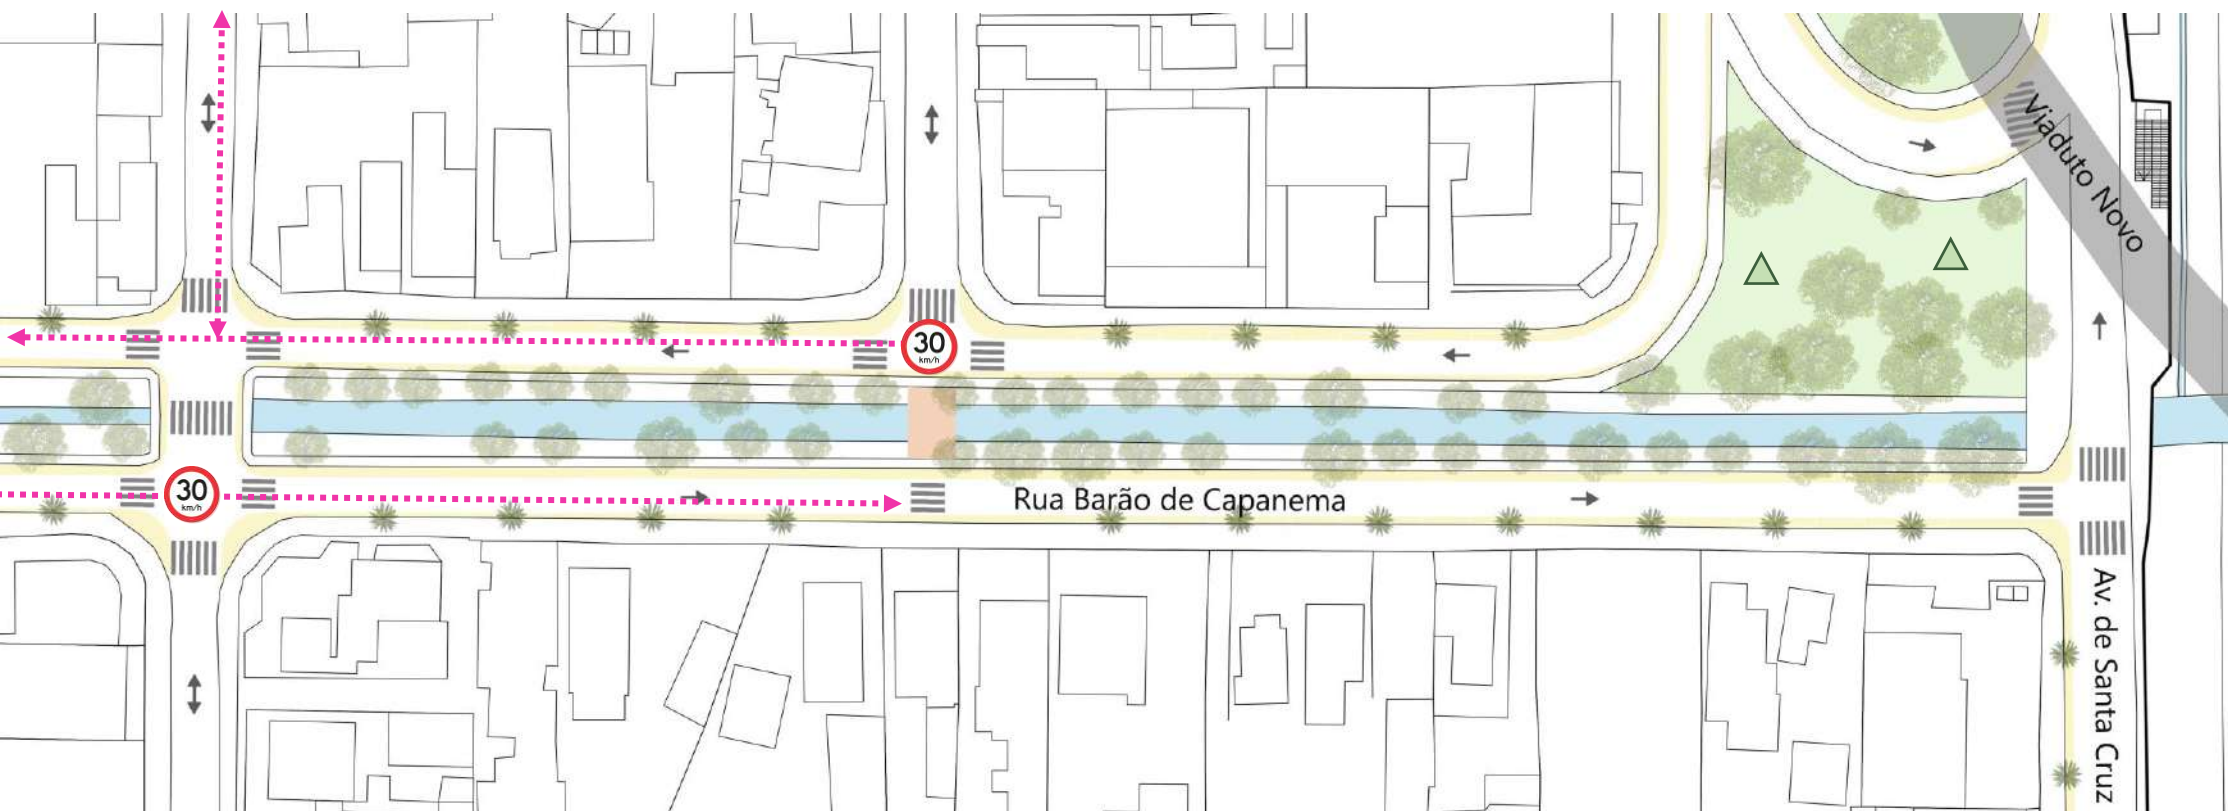 Viaduto Novo
30
km/h
30
km/h
Rua Barão de Capanema
Av. de Santa Cruz